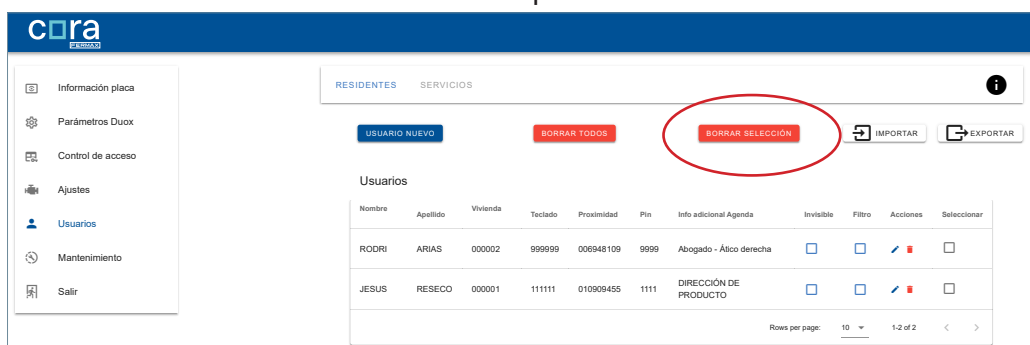 cora
FERMAX
Información placa
Parámetros Duox
Control de acceso
Ajustes
Usuarios
Mantenimiento
Salir
RESIDENTES SERVICIOS
USUARIO NUEVO BORRAR TODOS BORRAR SELECCIÓN IMPORTAR EXPORTAR
Usuarios
Nombre Apellido Vivienda Teclado Proximidad Pin Info adicional Agenda Invisible Filtro Acciones Seleccionar
RODRI ARIAS 000002 999999 006948109 9999 Abogado - Ático derecha
JESUS RESECO 000001 111111 010909455 1111 DIRECCIÓN DE
PRODUCTO
Rows per page: 10 1-2 of 2